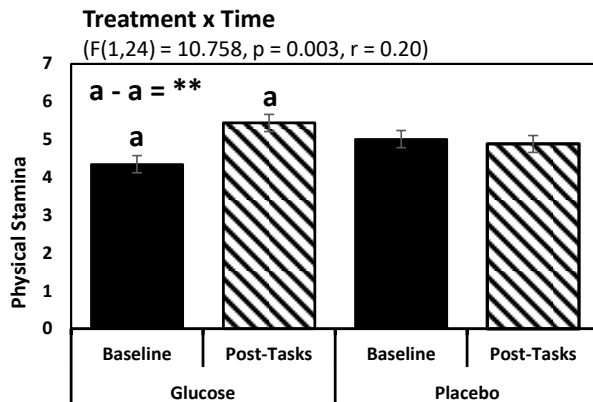 Treatment x Time
(F(1,24) = 10.758, p = 0.003, r = 0.20)
7
6
5
4
3
2
1
0
Physical Stamina
a - a = **
a
a
Baseline Post-Tasks Baseline Post-Tasks
Glucose Placebo